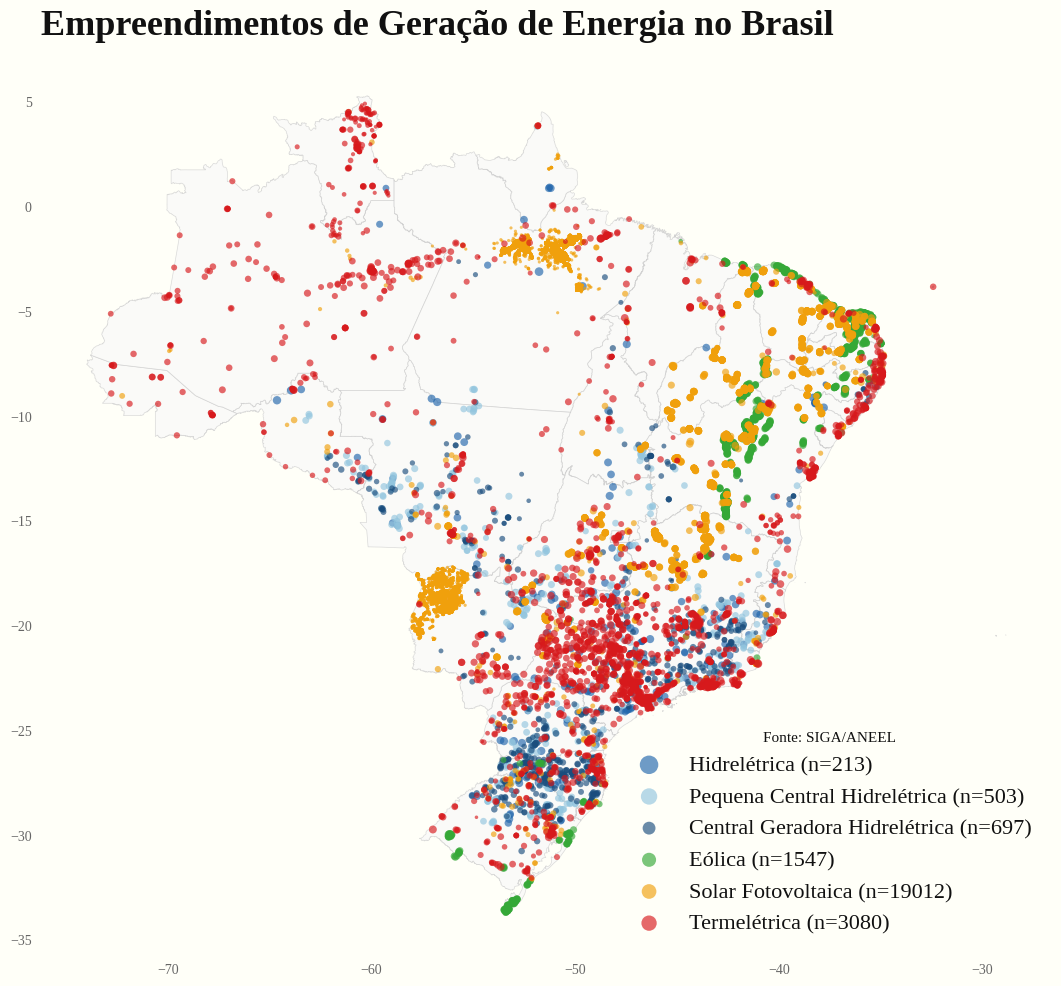 Empreendimentos de Geração de Energia no Brasil
5
0
−5
−10
−15
−20
−25
−30
−35
Fonte: SIGA/ANEEL
Hidrelétrica (n=213)
Pequena Central Hidrelétrica (n=503)
Central Geradora Hidrelétrica (n=697)
Eólica (n=1547)
Solar Fotovoltaica (n=19012)
Termelétrica (n=3080)
−70 −60 −50 −40 −30